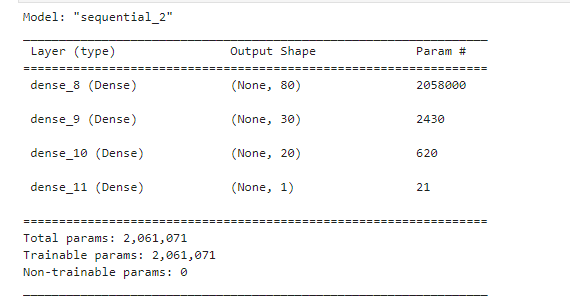 Model: "sequential_2"
Layer (type) Output Shape Param #
dense_8 (Dense) (None, 80) 2058000
dense_9 (Dense) (None, 30) 2430
dense_10 (Dense) (None, 20) 620
dense_11 (Dense) (None, 1) 21
Total params: 2,061,071
Trainable params: 2,061,071
Non-trainable params: 0